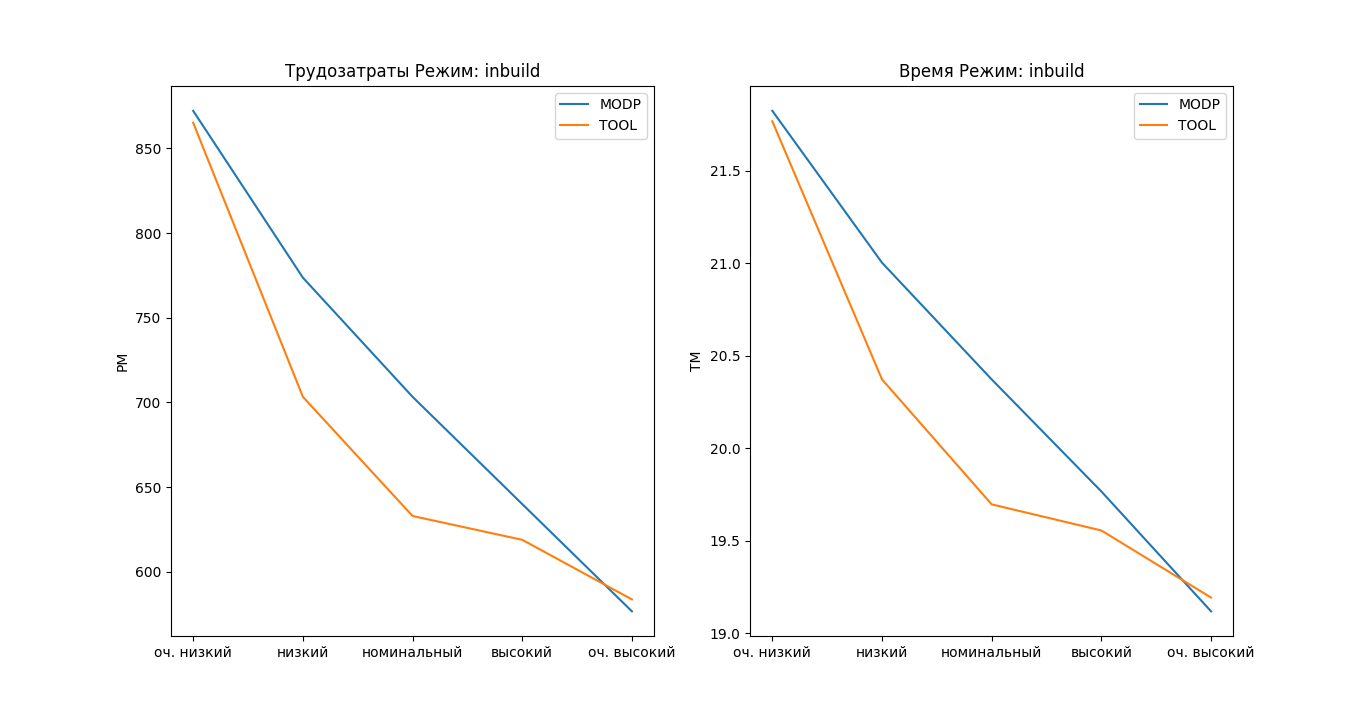 Трудозатраты Режим: inbuild
MODP
TOOL
850
800
750
700
650
600
PM
оч. низкий
низкий
номинальный
высокий
оч. высокий
Время Режим: inbuild
MODP
TOOL
21.5
21.0
20.5
20.0
19.5
19.0
TM
оч. низкий
низкий
номинальный
высокий
оч. высокий